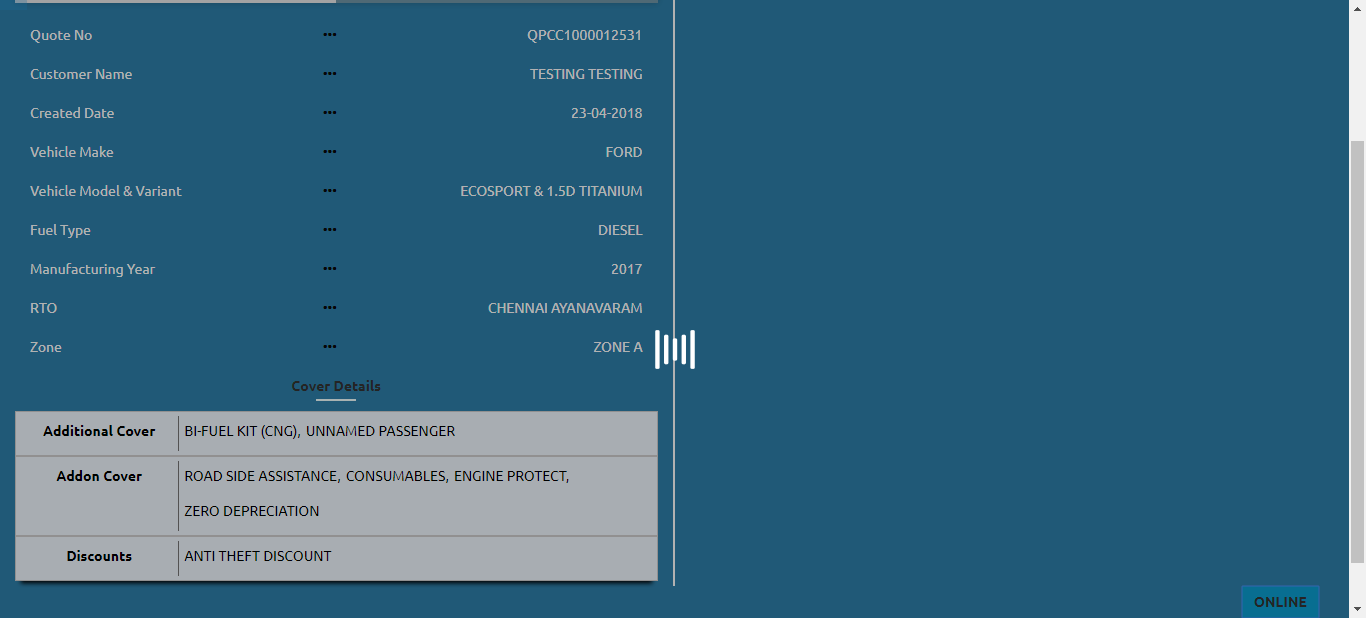 Quote No ••• QPCC1000012531
Customer Name ••• TESTING TESTING
Created Date ••• 23-04-2018
Vehicle Make ••• FORD
Vehicle Model & Variant ••• ECOSPORT & 1.5D TITANIUM
Fuel Type ••• DIESEL
Manufacturing Year ••• 2017
RTO ••• CHENNAI AYANAVARAM
Zone ••• ZONE A
Cover Details
Additional Cover BI-FUEL KIT (CNG), UNNAMED PASSENGER
Addon Cover ROAD SIDE ASSISTANCE, CONSUMABLES, ENGINE PROTECT,
ZERO DEPRECIATION
Discounts ANTI THEFT DISCOUNT
ONLINE